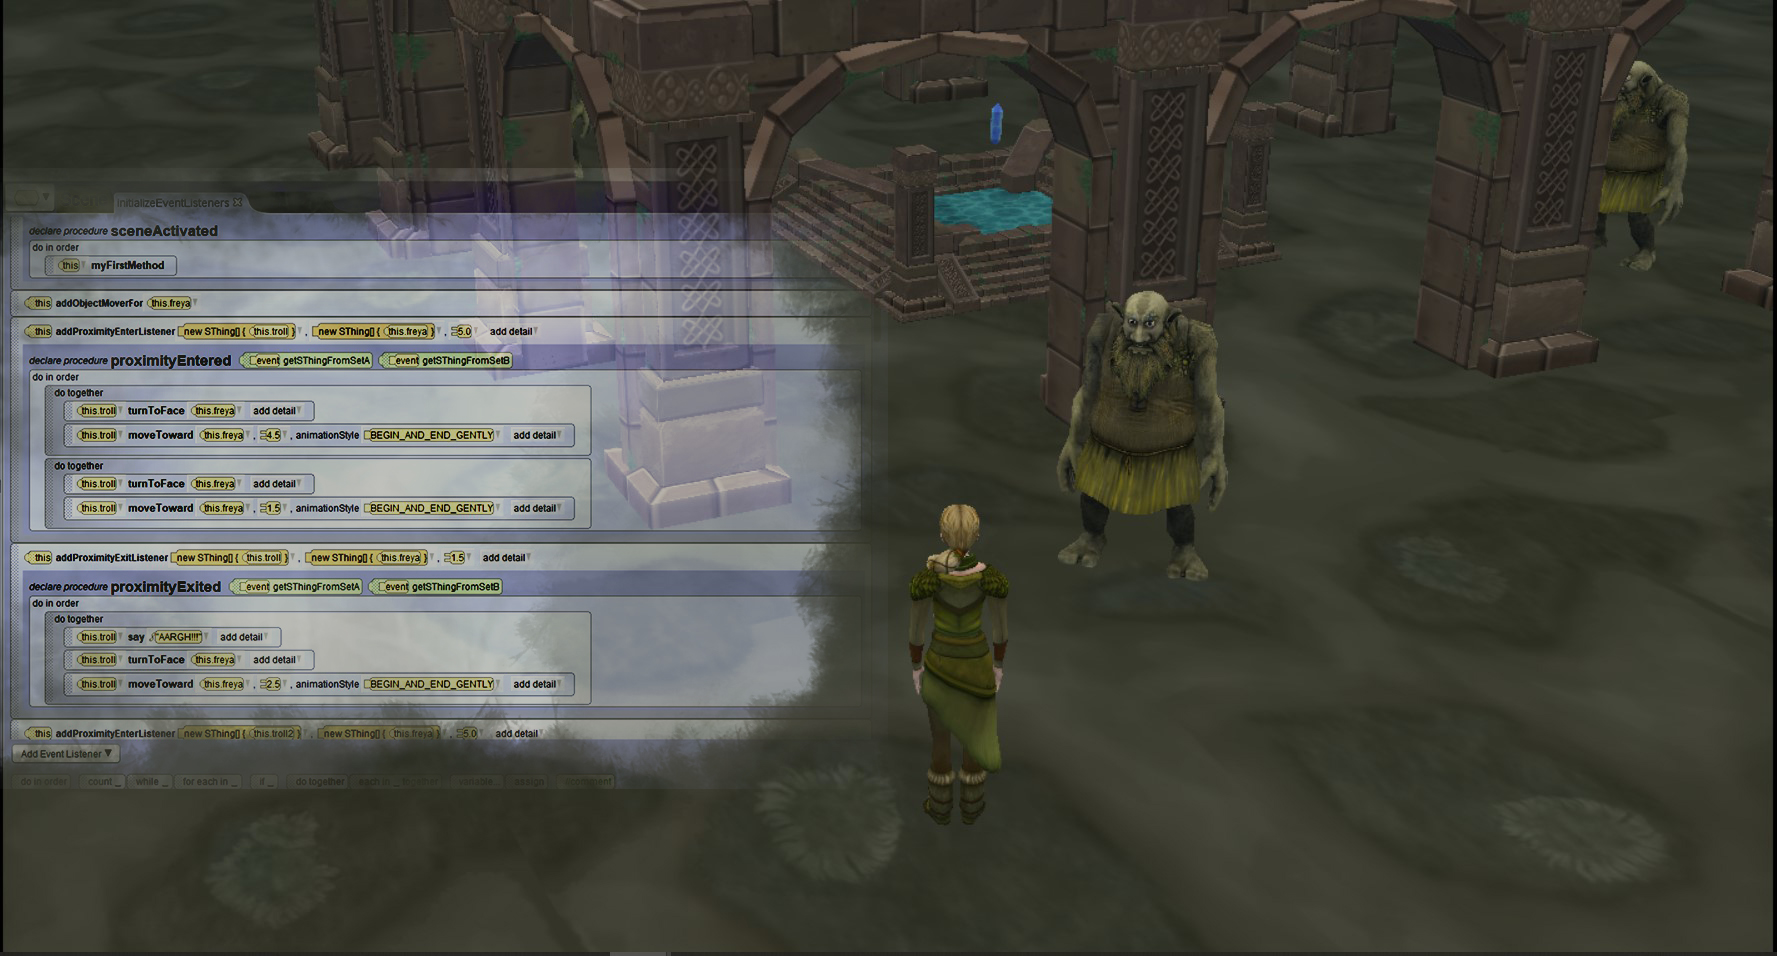 initializeEventListeners
declare procedure sceneActivated
do in order
this myFirstMethod
this addObjectMoverFor this.freya
this addProximityEnterListener new SThing[] { this.troll } , new SThing[] { this.freya } , 5.0 add detail
declare procedure proximityEntered event getSThingFromSetA event getSThingFromSetB
do in order
do together
this.troll turnToFace this.freya add detail
this.troll moveToward this.freya , 4.5 , animationStyle BEGIN_AND_END_GENTLY add detail
do together
this.troll turnToFace this.freya add detail
this.troll moveToward this.freya , 1.5 , animationStyle BEGIN_AND_END_GENTLY add detail
this addProximityExitListener new SThing[] { this.troll } , new SThing[] { this.freya } , 1.5 add detail
declare procedure proximityExited event getSThingFromSetA event getSThingFromSetB
do in order
do together
this.troll say "AARGH!!!" add detail
this.troll turnToFace this.freya add detail
this.troll moveToward this.freya , 2.5 , animationStyle BEGIN_AND_END_GENTLY add detail
this addProximityEnterListener new SThing[] { this.troll2 } , new SThing[] { this.freya } , 5.0 add detail
Add Event Listener
do in order count _ while _ for each in _ if _ do together each in _ together variable assign //comment